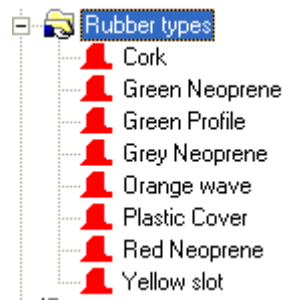 Rubber types
Cork
Green Neoprene
Green Profile
Grey Neoprene
Orange wave
Plastic Cover
Red Neoprene
Yellow slot